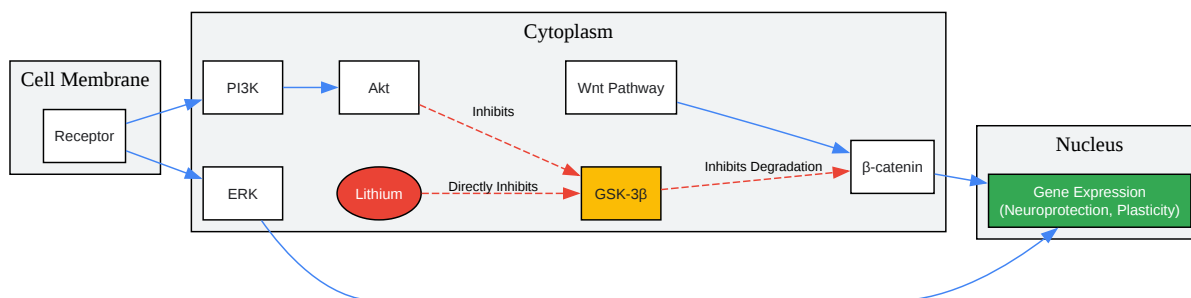 Cytoplasm
Cell Membrane
PI3K
Akt
Wnt Pathway
Inhibits
Receptor
Nucleus
Inhibits Degradation
β-catenin
ERK
Lithium
Directly Inhibits
GSK-3β
Gene Expression
(Neuroprotection, Plasticity)